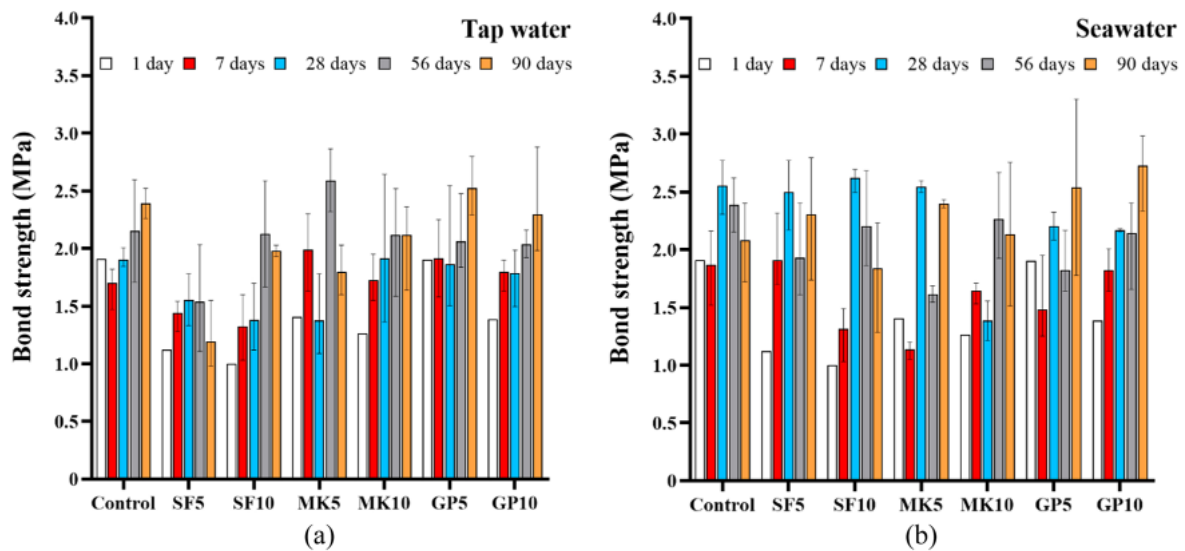 Tap water
1 day 7 days 28 days 56 days 90 days
Bond strength (MPa)
4.0
3.5
3.0
2.5
2.0
1.5
1.0
0.5
0
Control SF5 SF10 MK5 MK10 GP5 GP10
(a)
Seawater
1 day 7 days 28 days 56 days 90 days
Bond strength (MPa)
4.0
3.5
3.0
2.5
2.0
1.5
1.0
0.5
0.0
Control SF5 SF10 MK5 MK10 GP5 GP10
(b)